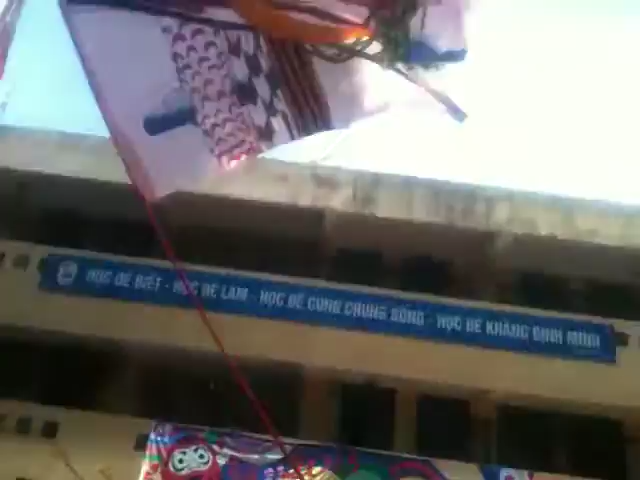 HỌC ĐỂ BIẾT - HỌC ĐỂ LÀM - HỌC ĐỂ CÙNG CHUNG SỐNG - HỌC ĐỂ KHẲNG ĐỊNH MÌNH